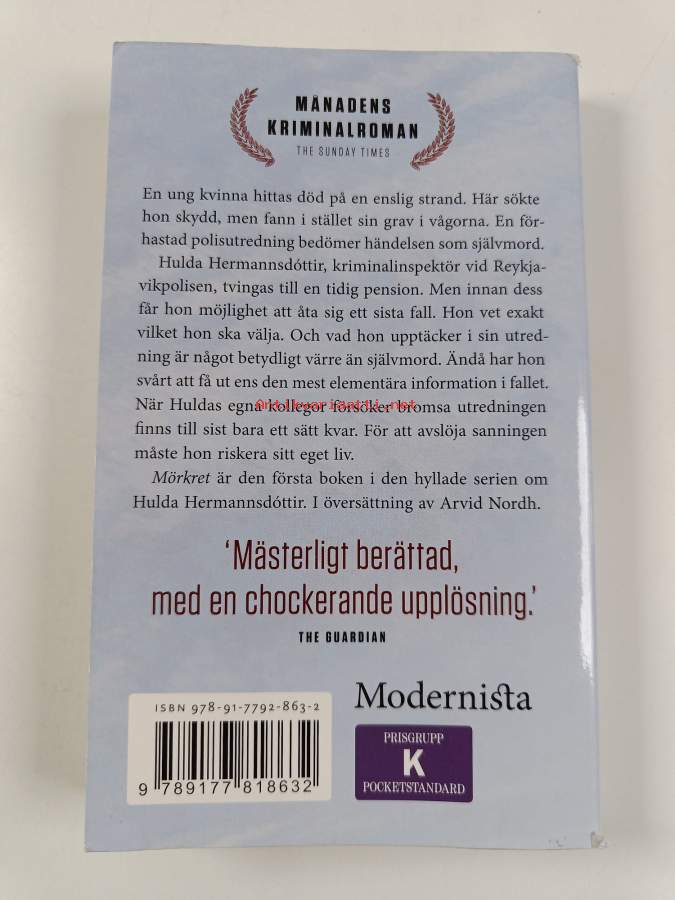 MÅNADENS
KRIMINALROMAN
THE SUNDAY TIMES
En ung kvinna hittas död på en enslig strand. Här sökte
hon skydd, men fann i stället sin grav i vågorna. En för-
hastad polisutredning bedömer händelsen som självmord.
Hulda Hermannsdóttir, kriminalinspektör vid Reykja-
vikpolisen, tvingas till en tidig pension. Men innan dess
får hon möjlighet att åta sig ett sista fall. Hon vet exakt
vilket hon ska välja. Och vad hon upptäcker i sin utred-
ning är något betydligt värre än självmord. Ändå har hon
svårt att få ut ens den mest elementära information i fallet.
När Huldas egna kollegor försöker bromsa utredningen
Antikvariaatti.net
finns till sist bara ett sätt kvar. För att avslöja sanningen
måste hon riskera sitt eget liv.
Mörkret är den första boken i den hyllade serien om
Hulda Hermannsdóttir. I översättning av Arvid Nordh.
‘Mästerligt berättad,
med en chockerande upplösning.’
THE GUARDIAN
ISBN 978-91-7792-863-2
9 789177 818632
Modernista
PRISGRUPP
K
POCKETSTANDARD